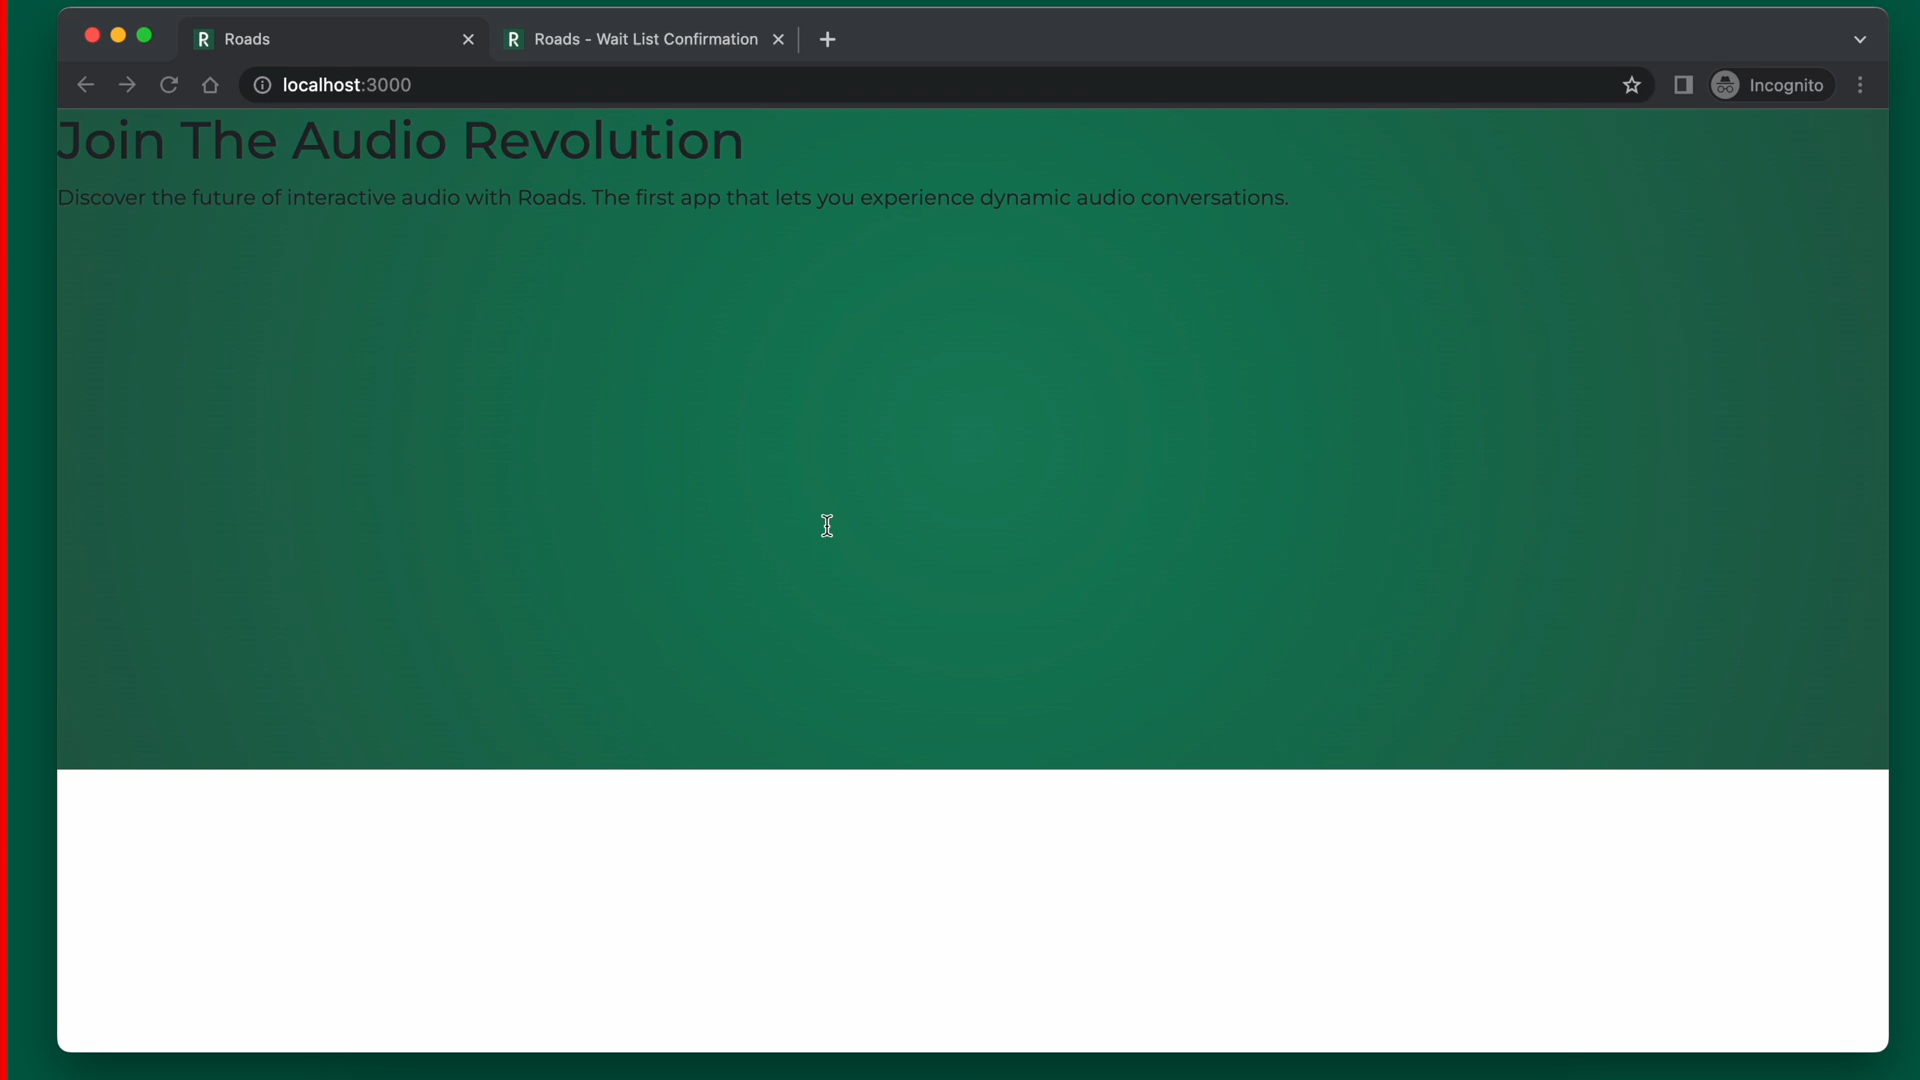 R Roads
R Roads - Wait List Confirmation
localhost:3000
Incognito
Join The Audio Revolution
Discover the future of interactive audio with Roads. The first app that lets you experience dynamic audio conversations.